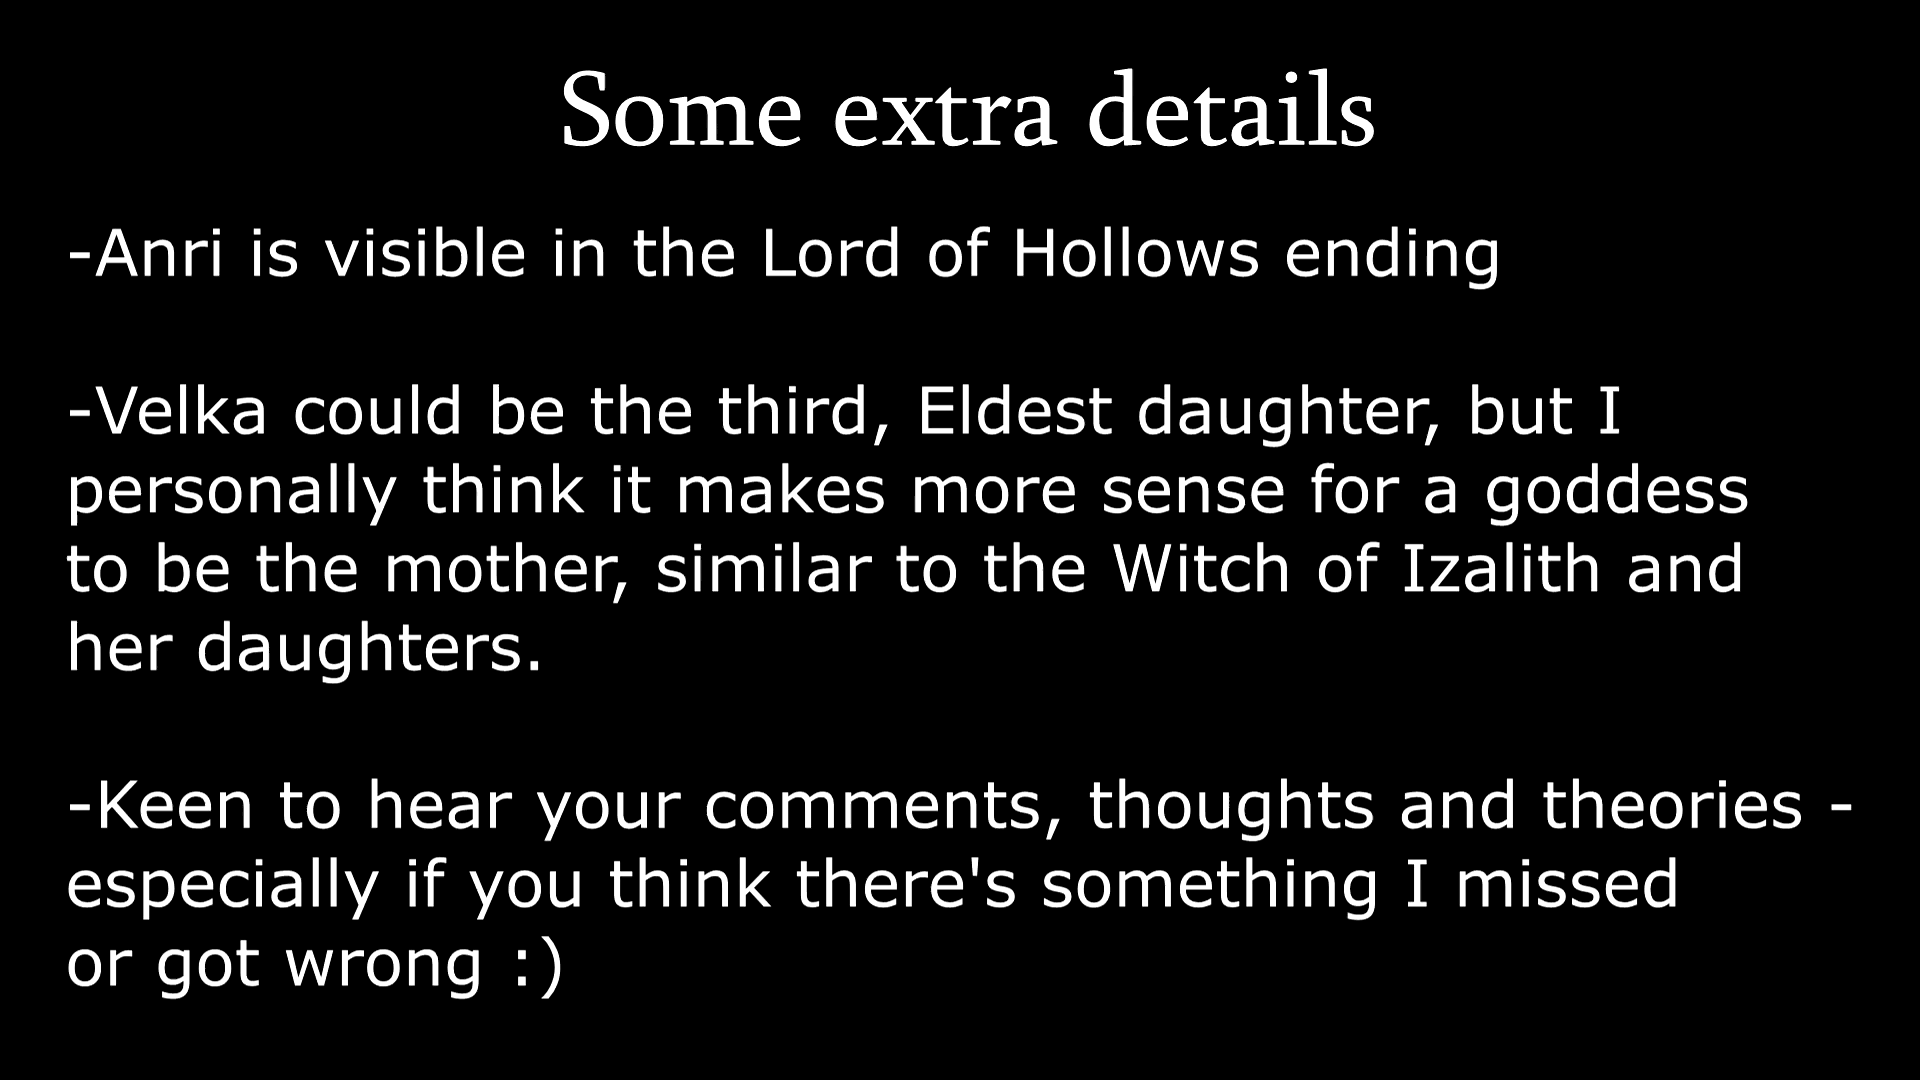 Some extra details
-Anri is visible in the Lord of Hollows ending
-Velka could be the third, Eldest daughter, but I
personally think it makes more sense for a goddess
to be the mother, similar to the Witch of Izalith and
her daughters.
-Keen to hear your comments, thoughts and theories -
especially if you think there's something I missed
or got wrong :)